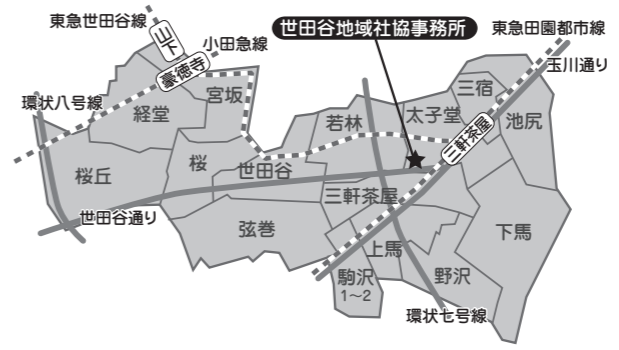 東急世田谷線
山下
小田急線
豪徳寺
世田谷地域社協事務所
東急田園都市線
玉川通り
環状八号線
経堂
宮坂
若林
太子堂
三宿
池尻
三軒茶屋
桜丘
桜
世田谷
三軒茶屋
世田谷通り
弦巻
上馬
下馬
駒沢
1～2
野沢
環状七号線